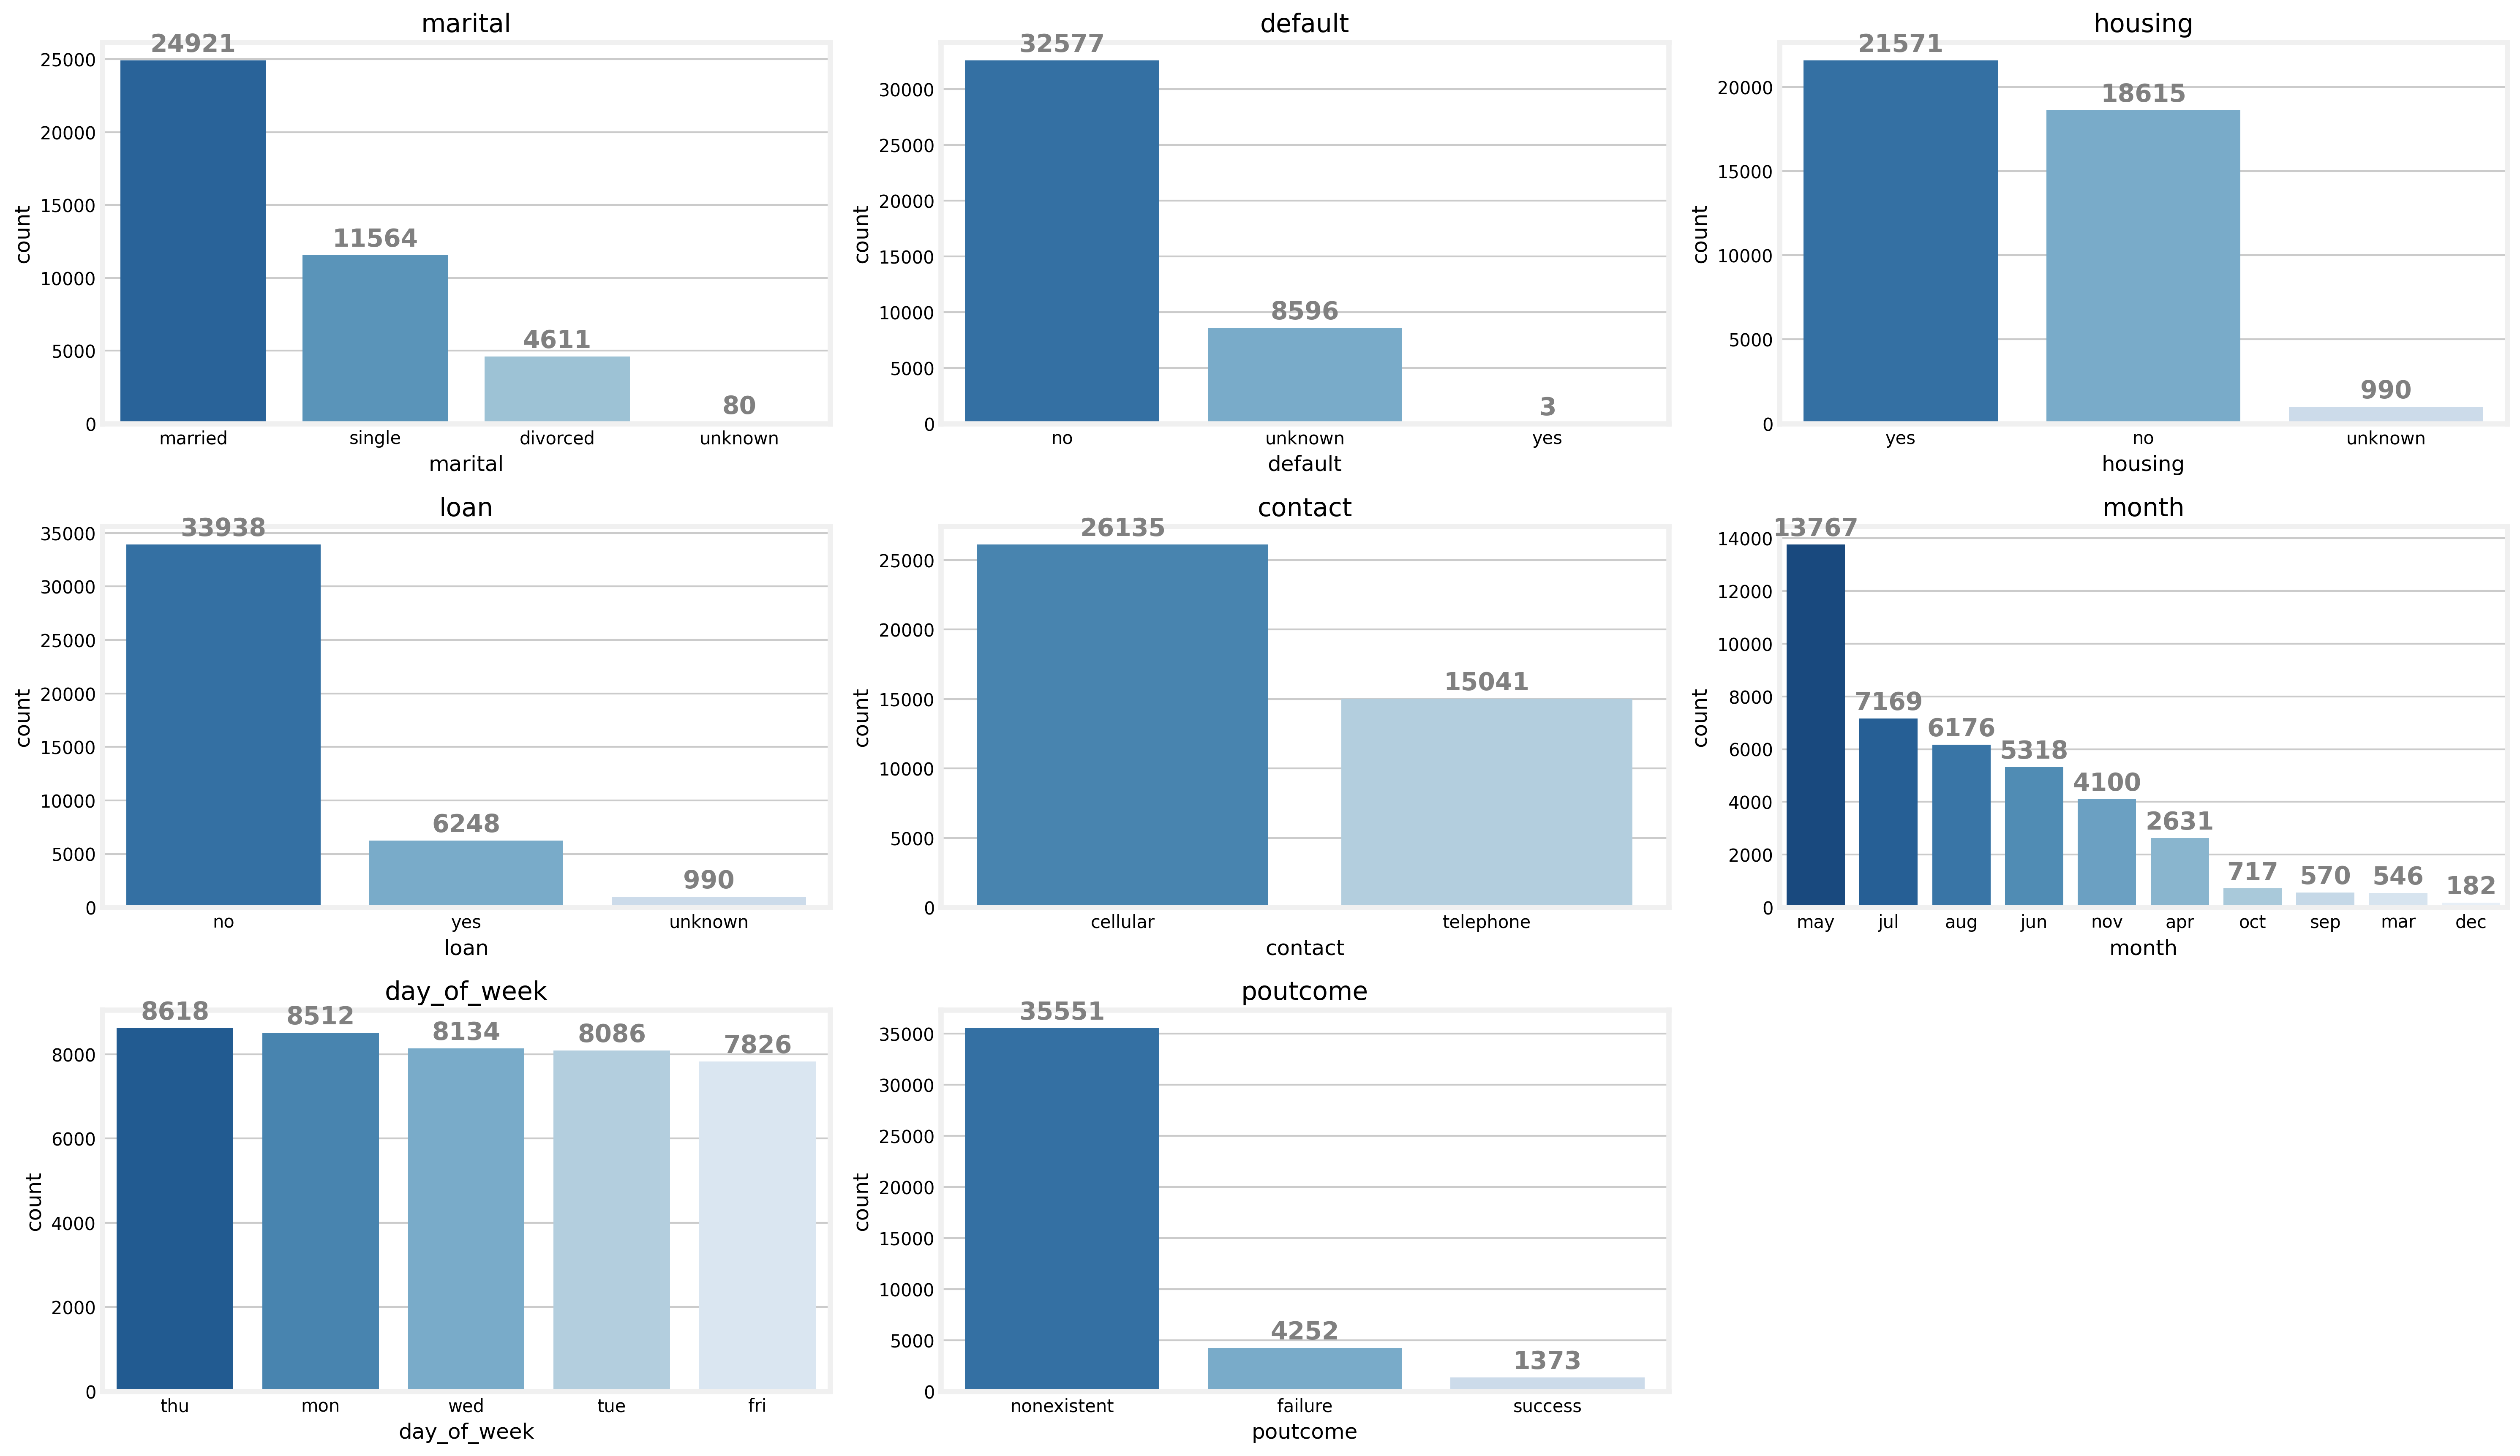 marital
24921
25000
20000
15000
10000
5000
0
count
11564
4611
80
married single divorced unknown
marital
default
32577
30000
25000
20000
15000
10000
5000
0
count
8596
3
no unknown yes
default
housing
21571
20000
15000
10000
5000
0
count
18615
990
yes no unknown
housing
loan
33938
35000
30000
25000
20000
15000
10000
5000
0
count
6248
990
no yes unknown
loan
contact
26135
25000
20000
15000
10000
5000
0
count
15041
cellular telephone
contact
month
13767
14000
12000
10000
8000
6000
4000
2000
0
count
7169
6176
5318
4100
2631
717
570
546
182
may jul aug jun nov apr oct sep mar dec
month
day_of_week
8618
8512
8134
8086
7826
8000
6000
4000
2000
0
count
thu mon wed tue fri
day_of_week
poutcome
35551
35000
30000
25000
20000
15000
10000
5000
0
count
4252
1373
nonexistent failure success
poutcome